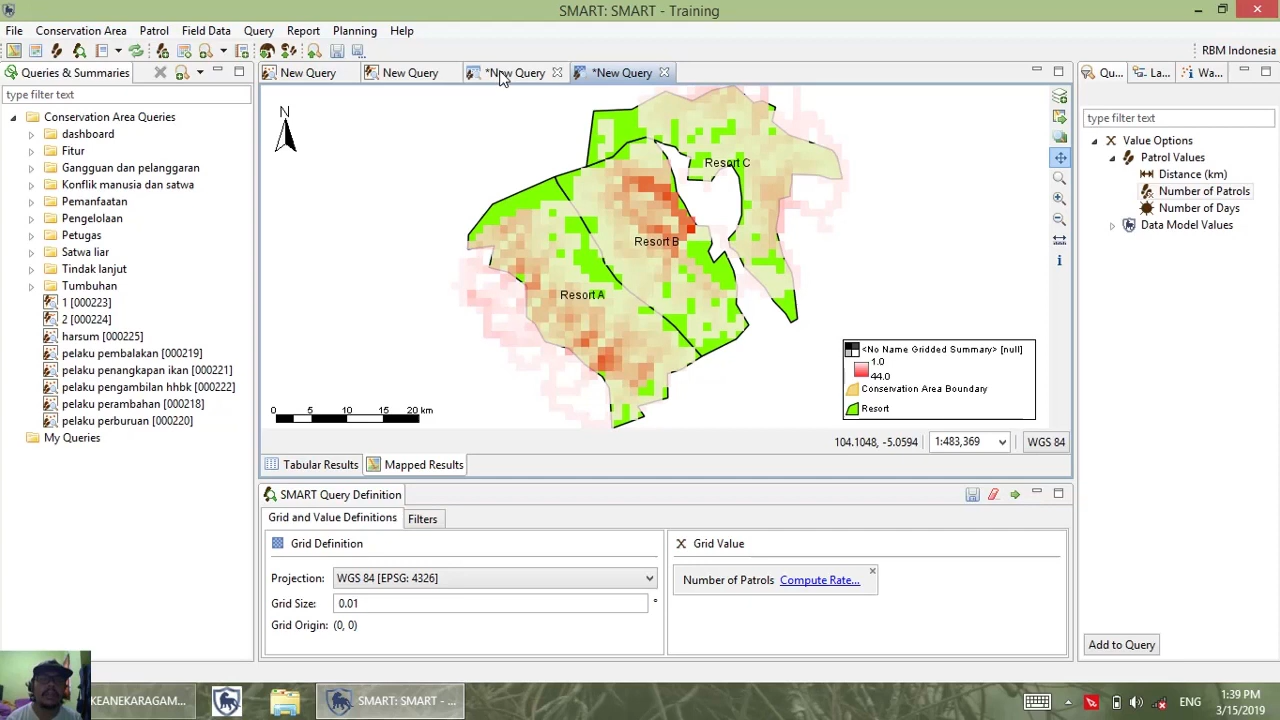 SMART: SMART - Training
File Conservation Area Patrol Field Data Query Report Planning Help
RBM Indonesia
Queries & Summaries
New Query
New Query
*New Query
*New Query
Qu...
La...
Wa...
type filter text
Conservation Area Queries
dashboard
Fitur
Gangguan dan pelanggaran
Konflik manusia dan satwa
Pemanfaatan
Pengelolaan
Petugas
Satwa liar
Tindak lanjut
Tumbuhan
1 [000223]
2 [000224]
harsum [000225]
pelaku pembalakan [000219]
pelaku penangkapan ikan [000221]
pelaku pengambilan hhbk [000222]
pelaku perambahan [000218]
pelaku perburuan [000220]
My Queries
N
Resort C
Resort B
Resort A
0 5 10 15 20 km
<No Name Gridded Summary> [null]
1.0
44.0
Conservation Area Boundary
Resort
104.1048, -5.0594
1:483,369
WGS 84
Tabular Results
Mapped Results
SMART Query Definition
Grid and Value Definitions
Filters
Grid Definition
Projection: WGS 84 [EPSG: 4326]
Grid Size: 0.01 °
Grid Origin: (0, 0)
Grid Value
Number of Patrols Compute Rate...
type filter text
Value Options
Patrol Values
Distance (km)
Number of Patrols
Number of Days
Data Model Values
Add to Query
KEANEKARAGAM...
SMART: SMART - ...
ENG
1:39 PM
3/15/2019